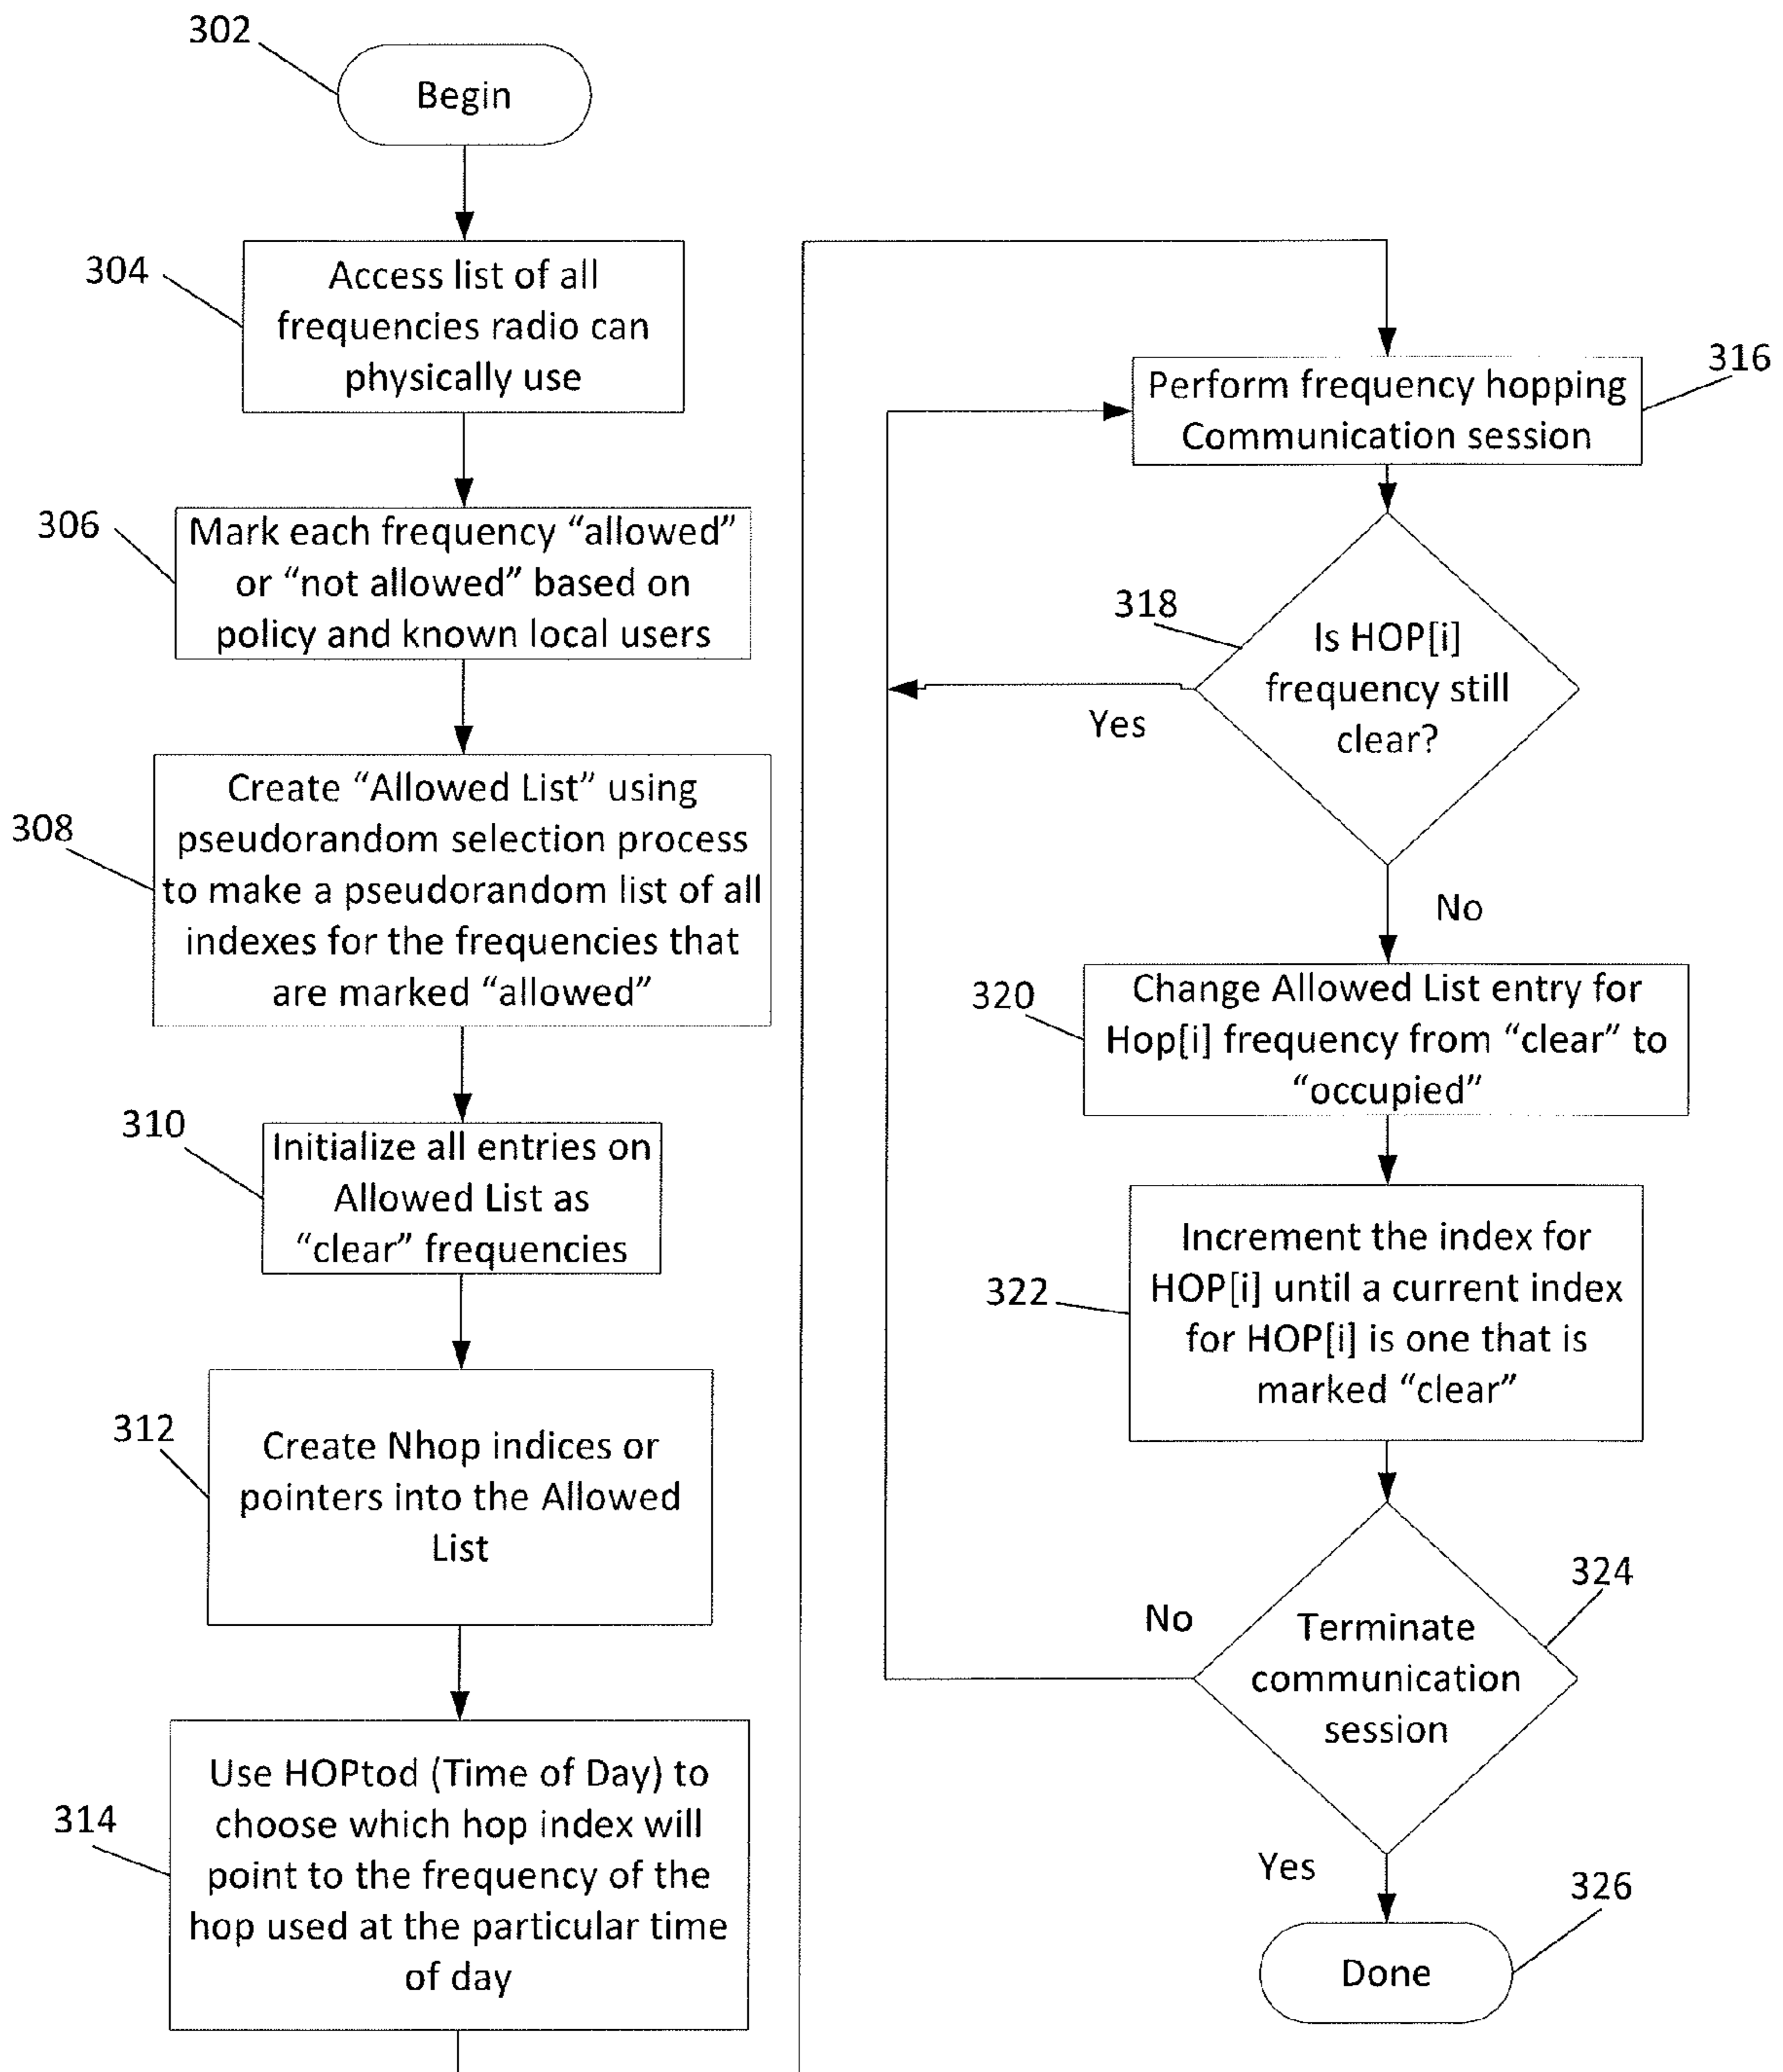 302
Begin
304
Access list of all
frequencies radio can
physically use
306
Mark each frequency “allowed”
or “not allowed” based on
policy and known local users
308
Create “Allowed List” using
pseudorandom selection process
to make a pseudorandom list of all
indexes for the frequencies that
are marked “allowed”
310
Initialize all entries on
Allowed List as
“clear” frequencies
312
Create Nhop indices or
pointers into the Allowed
List
314
Use HOPtod (Time of Day) to
choose which hop index will
point to the frequency of the
hop used at the particular time
of day
316
Perform frequency hopping
Communication session
318
Is HOP[i]
frequency still
clear?
Yes
No
320
Change Allowed List entry for
Hop[i] frequency from “clear” to
“occupied”
322
Increment the index for
HOP[i] until a current index
for HOP[i] is one that is
marked “clear”
324
No
Terminate
communication
session
Yes
326
Done